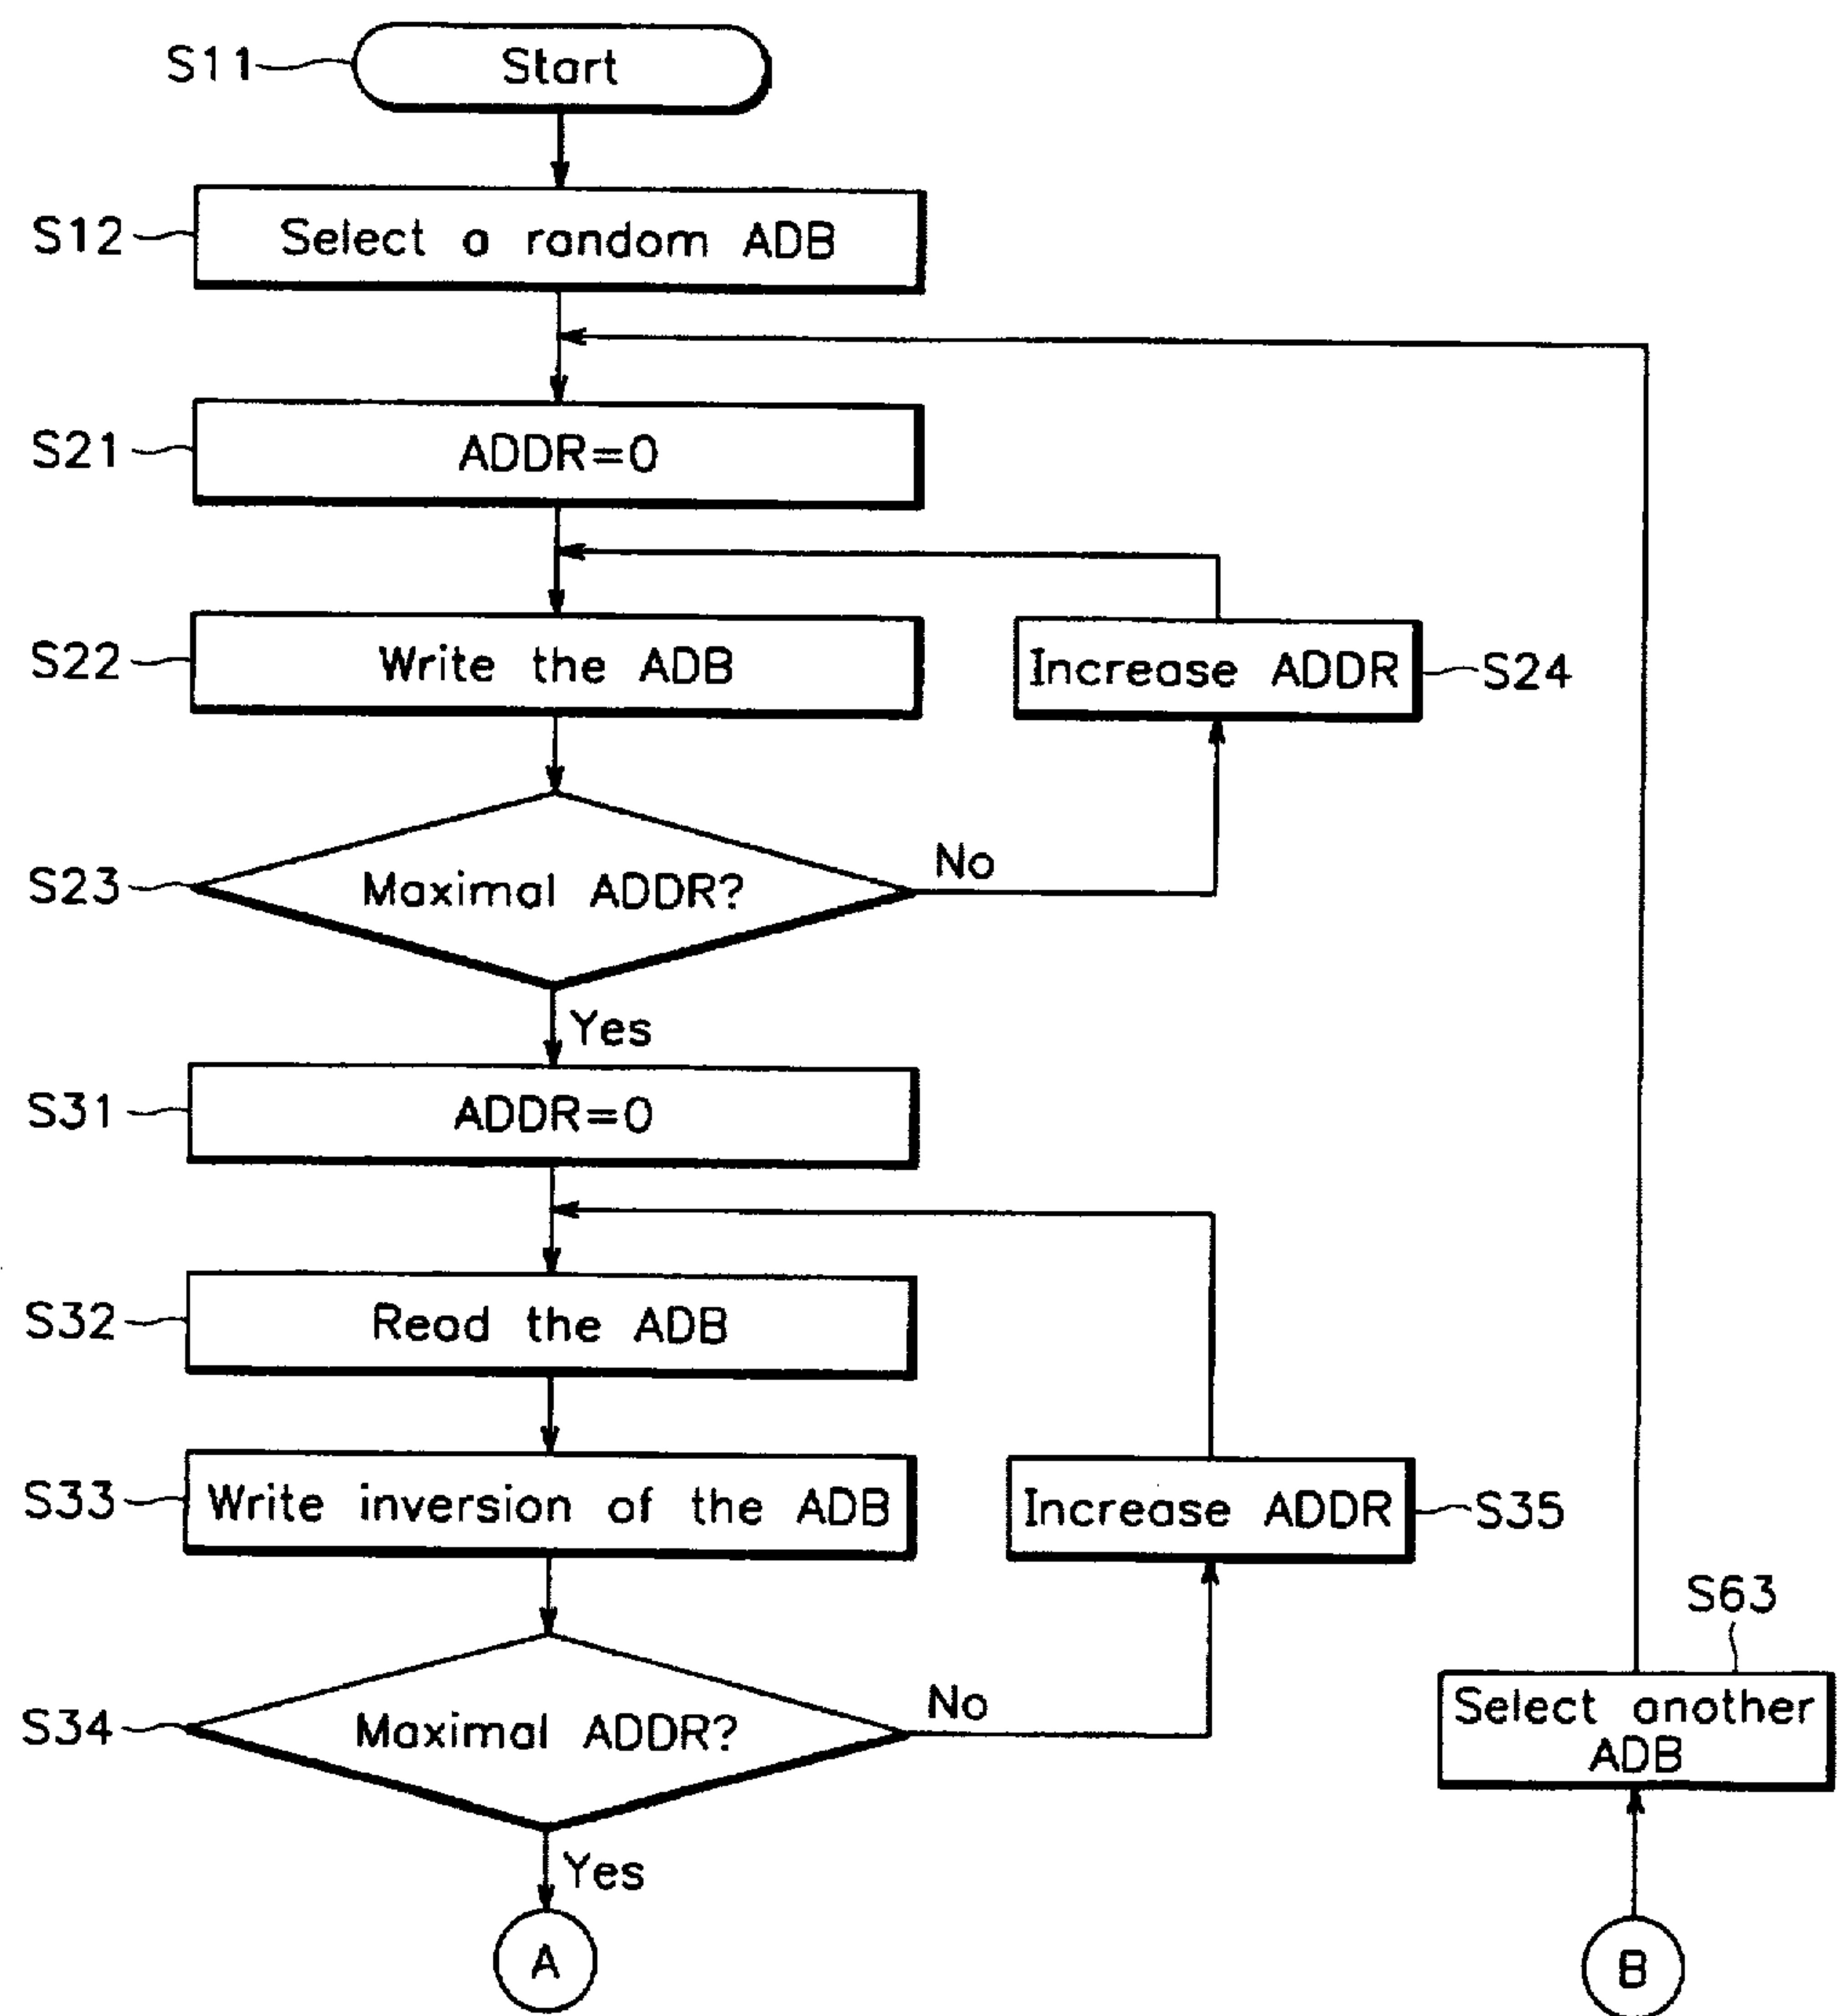 S11
Start
S12
Select a random ADB
S21
ADDR=0
S22
Write the ADB
Increase ADDR
S24
S23
Maximal ADDR?
No
Yes
S31
ADDR=0
S32
Read the ADB
S33
Write inversion of the ADB
Increase ADDR
S35
S63
Select another
ADB
S34
Maximal ADDR?
No
Yes
A
B